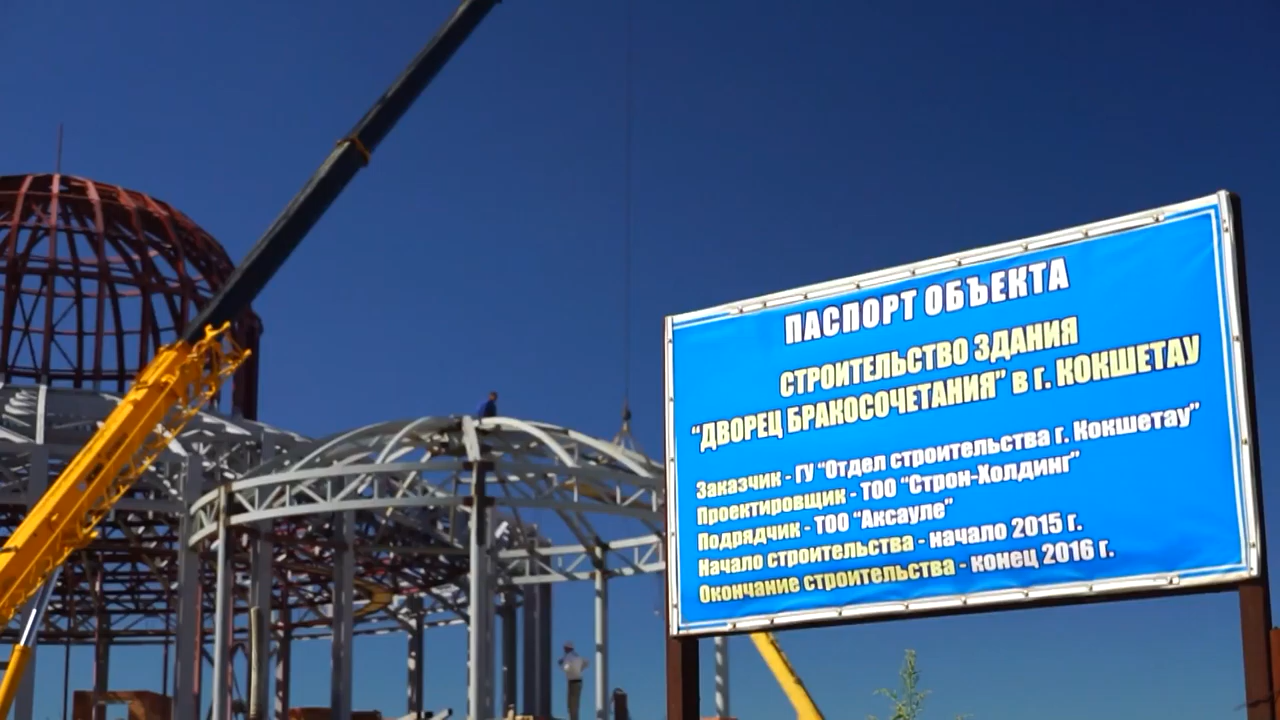 ПАСПОРТ ОБЪЕКТА
СТРОИТЕЛЬСТВО ЗДАНИЯ
“ДВОРЕЦ БРАКОСОЧЕТАНИЯ” В г. КОКШЕТАУ
Заказчик - ГУ “Отдел строительства г. Кокшетау”
Проектировщик - ТОО “Строн-Холдинг”
Подрядчик - ТОО “Аксауле”
Начало строительства - начало 2015 г.
Окончание строительства - конец 2016 г.